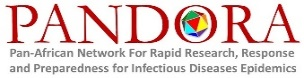 PANDORA
Pan-African Network For Rapid Research, Response
and Preparedness for Infectious Diseases Epidemics